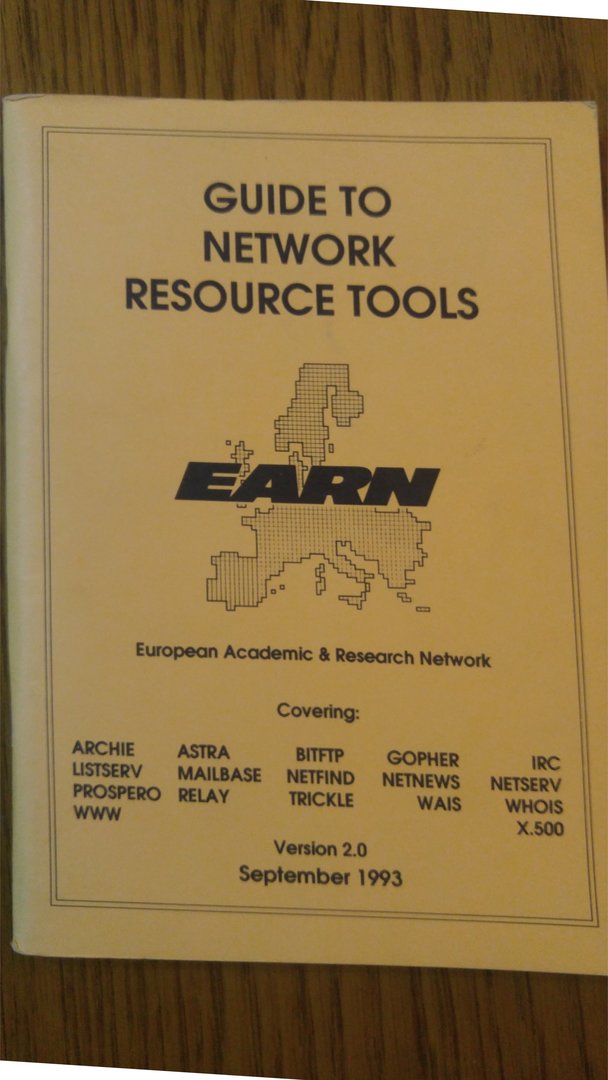 GUIDE TO
NETWORK
RESOURCE TOOLS
EARN
European Academic & Research Network
Covering:
ARCHIE ASTRA BITFTP GOPHER IRC
LISTSERV MAILBASE NETFIND NETNEWS NETSERV
PROSPERO RELAY TRICKLE WAIS WHOIS
WWW X.500
Version 2.0
September 1993